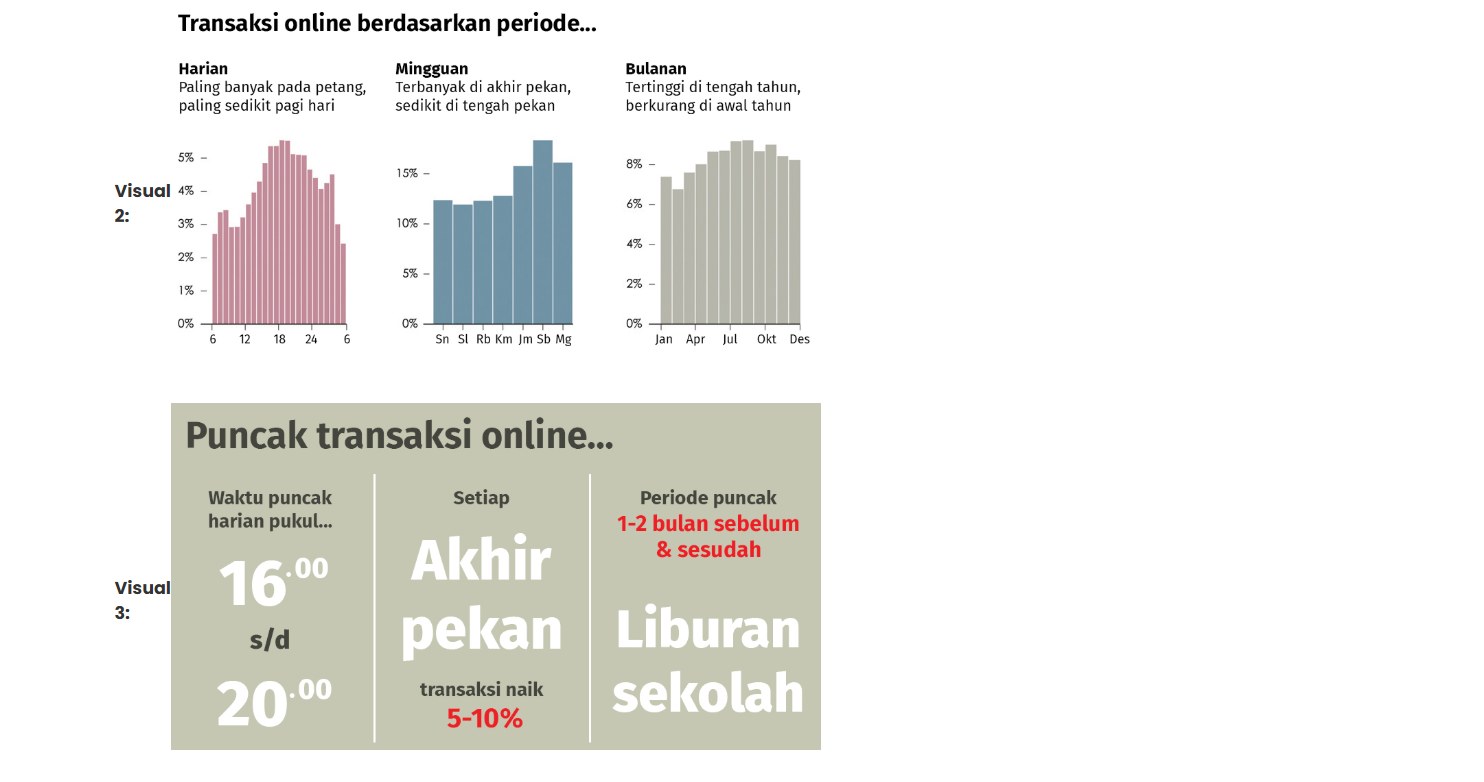 Transaksi online berdasarkan periode...
Harian
Paling banyak pada petang,
paling sedikit pagi hari
5%
4%
3%
2%
1%
0%
6 12 18 24 6
Mingguan
Terbanyak di akhir pekan,
sedikit di tengah pekan
15%
10%
5%
0%
Sn Sl Rb Km Jm Sb Mg
Bulanan
Tertinggi di tengah tahun,
berkurang di awal tahun
8%
6%
4%
2%
0%
Jan Apr Jul Okt Des
Visual
2:
Visual
3:
Puncak transaksi online...
Waktu puncak
harian pukul...
16.00
s/d
20.00
Setiap
Akhir
pekan
transaksi naik
5-10%
Periode puncak
1-2 bulan sebelum
& sesudah
Liburan
sekolah